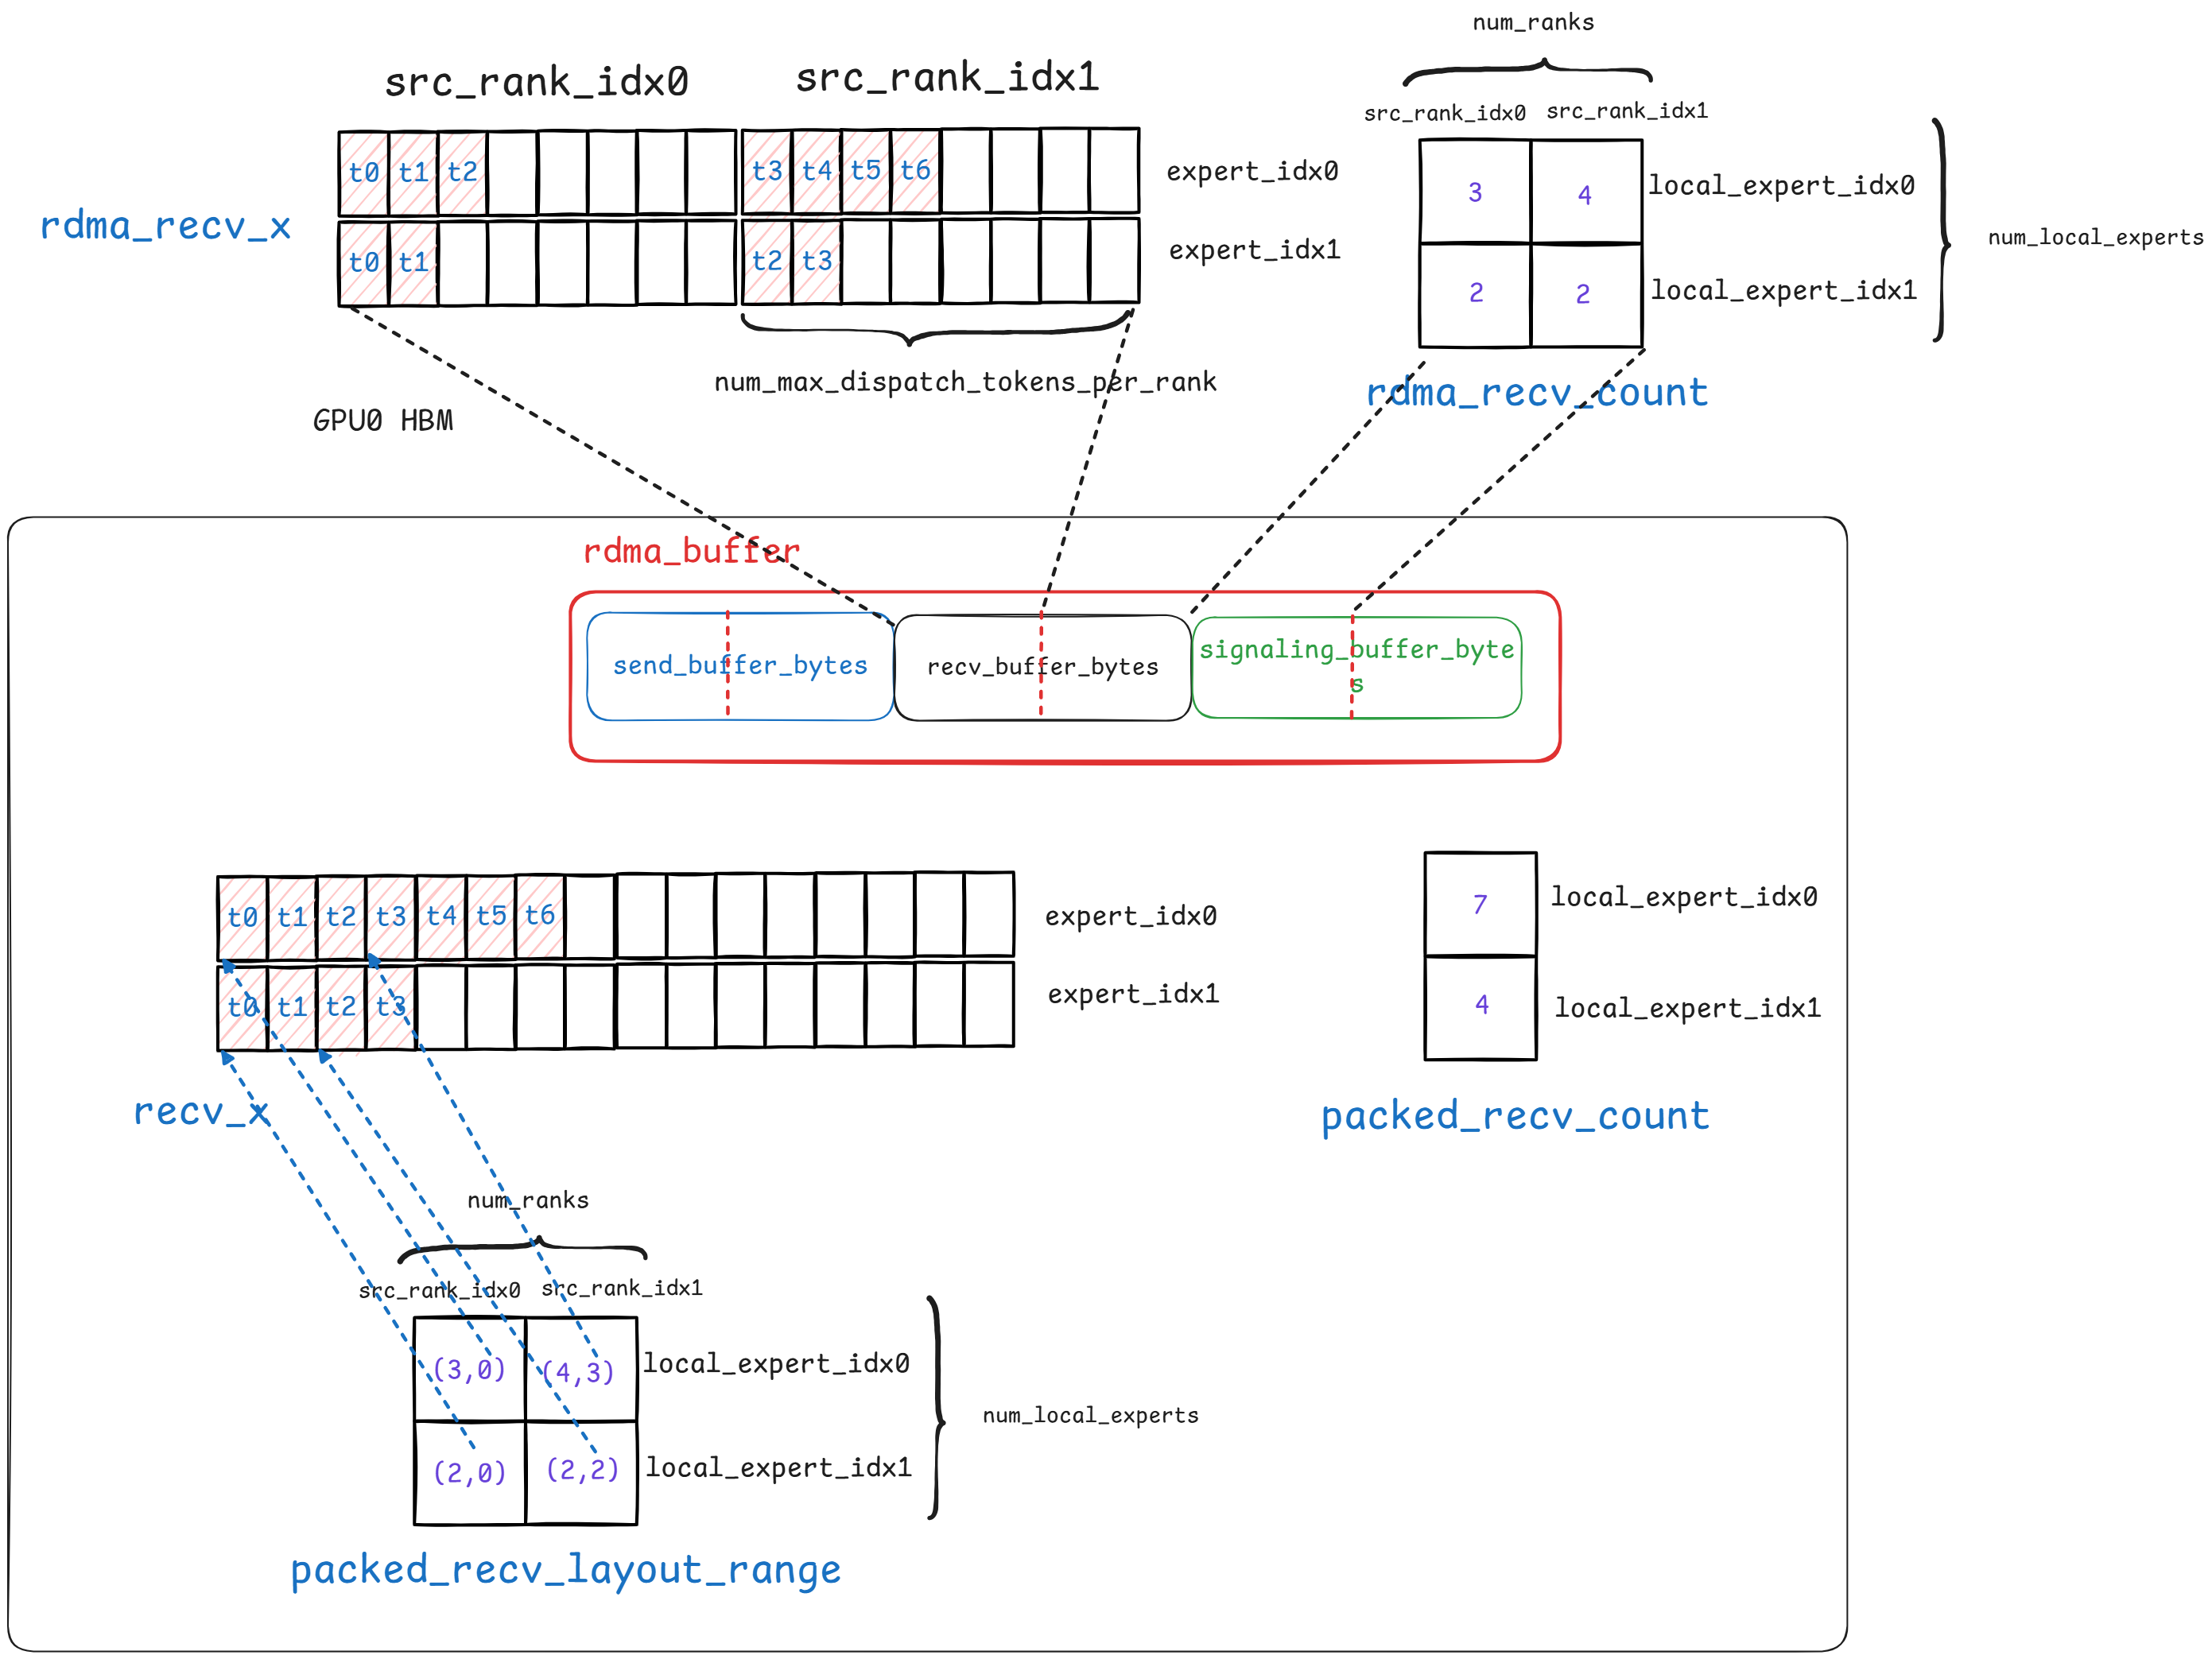 num_ranks
src_rank_idx0 src_rank_idx1
src_rank_idx0 src_rank_idx1
t0 t1 t2 t3 t4 t5 t6 expert_idx0
3 4 local_expert_idx0
rdma_recv_x
num_local_experts
t0 t1 t2 t3 expert_idx1
2 2 local_expert_idx1
num_max_dispatch_tokens_per_rank
rdma_recv_count
GPU0 HBM
rdma_buffer
send_buffer_bytes
recv_buffer_bytes
signaling_buffer_byte
s
t0 t1 t2 t3 t4 t5 t6 expert_idx0
7 local_expert_idx0
t0 t1 t2 t3 expert_idx1
4 local_expert_idx1
recv_x
packed_recv_count
num_ranks
src_rank_idx0 src_rank_idx1
(3,0) (4,3) local_expert_idx0
num_local_experts
(2,0) (2,2) local_expert_idx1
packed_recv_layout_range